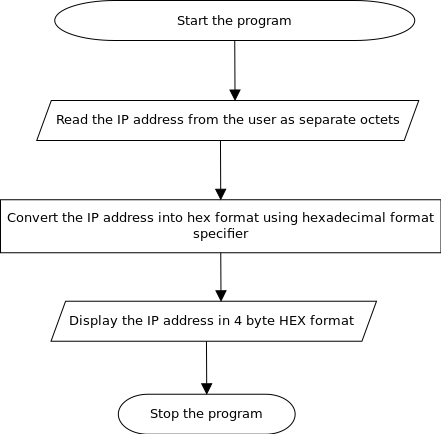 Start the program
Read the IP address from the user as separate octets
Convert the IP address into hex format using hexadecimal format
specifier
Display the IP address in 4 byte HEX format
Stop the program